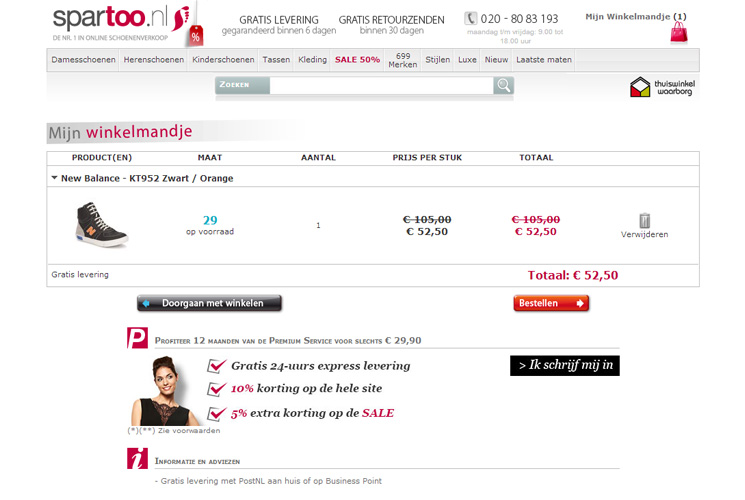 spartoo.nl
DE NR. 1 IN ONLINE SCHOENENVERKOOP
%
GRATIS LEVERING
gegarandeerd binnen 6 dagen
GRATIS RETOURZENDEN
binnen 30 dagen
020 - 80 83 193
maandag t/m vrijdag: 9.00 tot
18.00 uur
Mijn Winkelmandje (1)
Damesschoenen Herenschoenen Kinderschoenen Tassen Kleding SALE 50% 699 Merken Stijlen Luxe Nieuw Laatste maten
ZOEKEN
thuiswinkel
waarborg
Mijn winkelmandje
PRODUCT(EN) MAAT AANTAL PRIJS PER STUK TOTAAL
New Balance - KT952 Zwart / Orange
29
op voorraad
1
€ 105,00
€ 52,50
€ 105,00
€ 52,50
Verwijderen
Gratis levering
Totaal: € 52,50
Doorgaan met winkelen
Bestellen
P PROFITEER 12 MAANDEN VAN DE PREMIUM SERVICE VOOR SLECHTS € 29,90
Gratis 24-uurs express levering
> Ik schrijf mij in
10% korting op de hele site
5% extra korting op de SALE
(*)(**) Zie voorwaarden
i INFORMATIE EN ADVIEZEN
- Gratis levering met PostNL aan huis of op Business Point